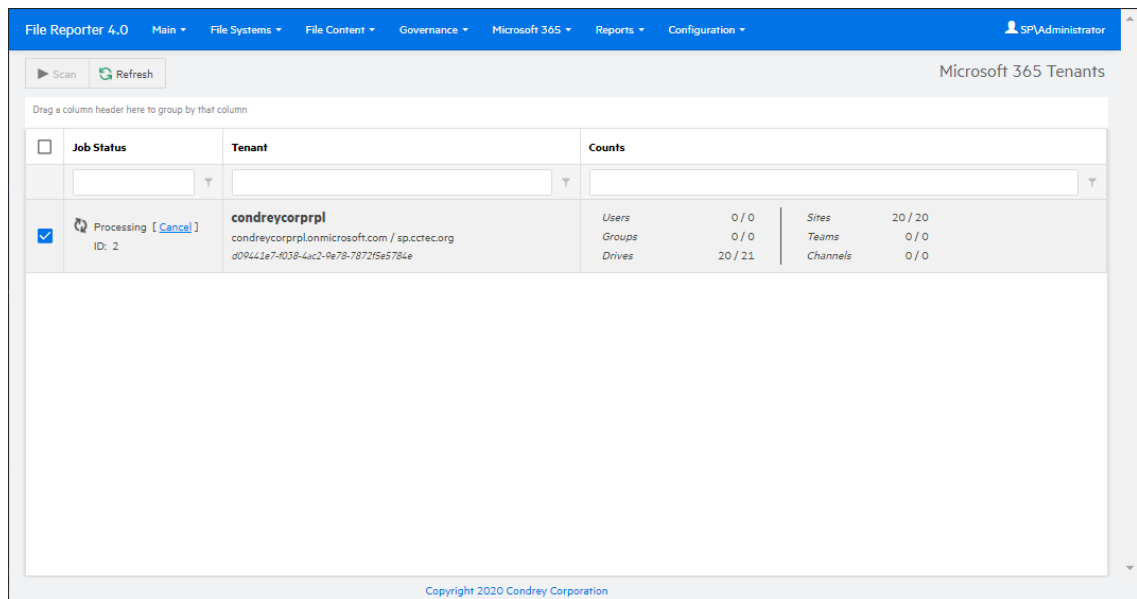 File Reporter 4.0 Main File Systems File Content Governance Microsoft 365 Reports Configuration SP\Administrator
Scan Refresh Microsoft 365 Tenants
Drag a column header here to group by that column
Job Status Tenant Counts
Processing [ Cancel ]
ID: 2
condreycorprpl
condreycorprpl.onmicrosoft.com / sp.cctec.org
d09441e7-f038-4ac2-9e78-7872f5e5784e
Users 0 / 0 Sites 20 / 20
Groups 0 / 0 Teams 0 / 0
Drives 20 / 21 Channels 0 / 0
Copyright 2020 Condrey Corporation